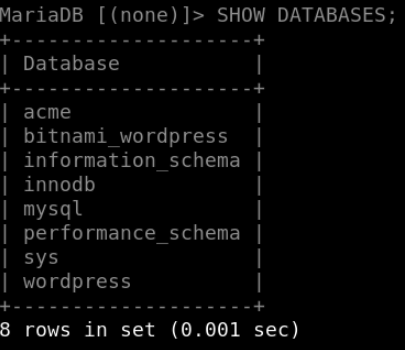 MariaDB [(none)]> SHOW DATABASES;
+--------------------+
| Database           |
+--------------------+
| acme               |
| bitnami_wordpress  |
| information_schema |
| innodb             |
| mysql              |
| performance_schema |
| sys                |
| wordpress          |
+--------------------+
8 rows in set (0.001 sec)